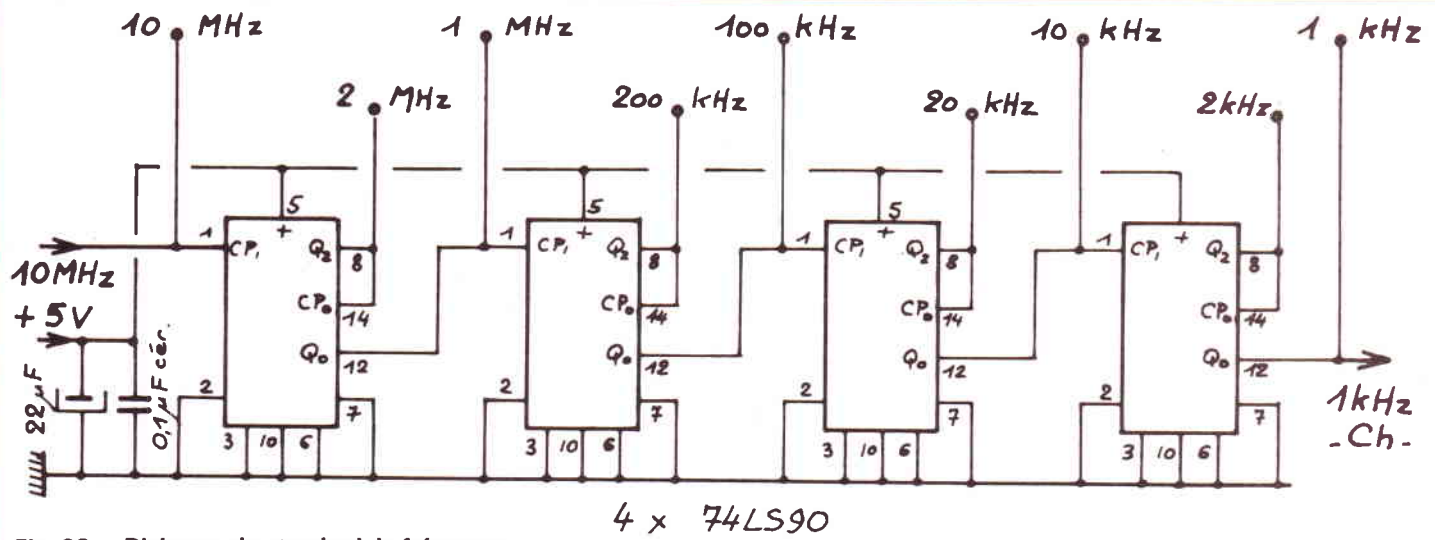 10 MHz 1 MHz 100 kHz 10 kHz 1 kHz
2 MHz 200 kHz 20 kHz 2kHz
5 5 5
1 CP₁ + Q₂ 8 1 CP₁ + Q₂ 8 1 CP₁ + Q₂ 8 1 CP₁ + Q₂ 8
10MHz
+ 5V
CP₀ 14 CP₀ 14 CP₀ 14 CP₀ 14
Q₀ 12 Q₀ 12 Q₀ 12 Q₀ 12
22µF
0,1µF cér.
2 7 2 7 2 7 2 7
3 10 6 3 10 6 3 10 6 3 10 6
1kHz
-Ch-
4 x 74LS90